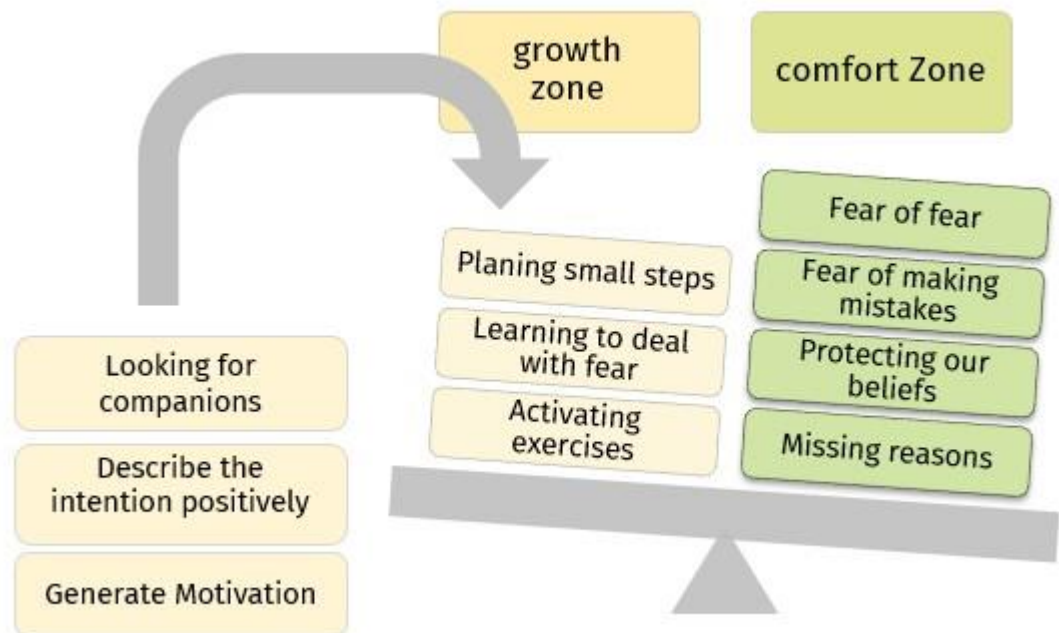 growth
zone
comfort Zone
Fear of fear
Fear of making
mistakes
Protecting our
beliefs
Missing reasons
Planing small steps
Learning to deal
with fear
Activating
exercises
Looking for
companions
Describe the
intention positively
Generate Motivation